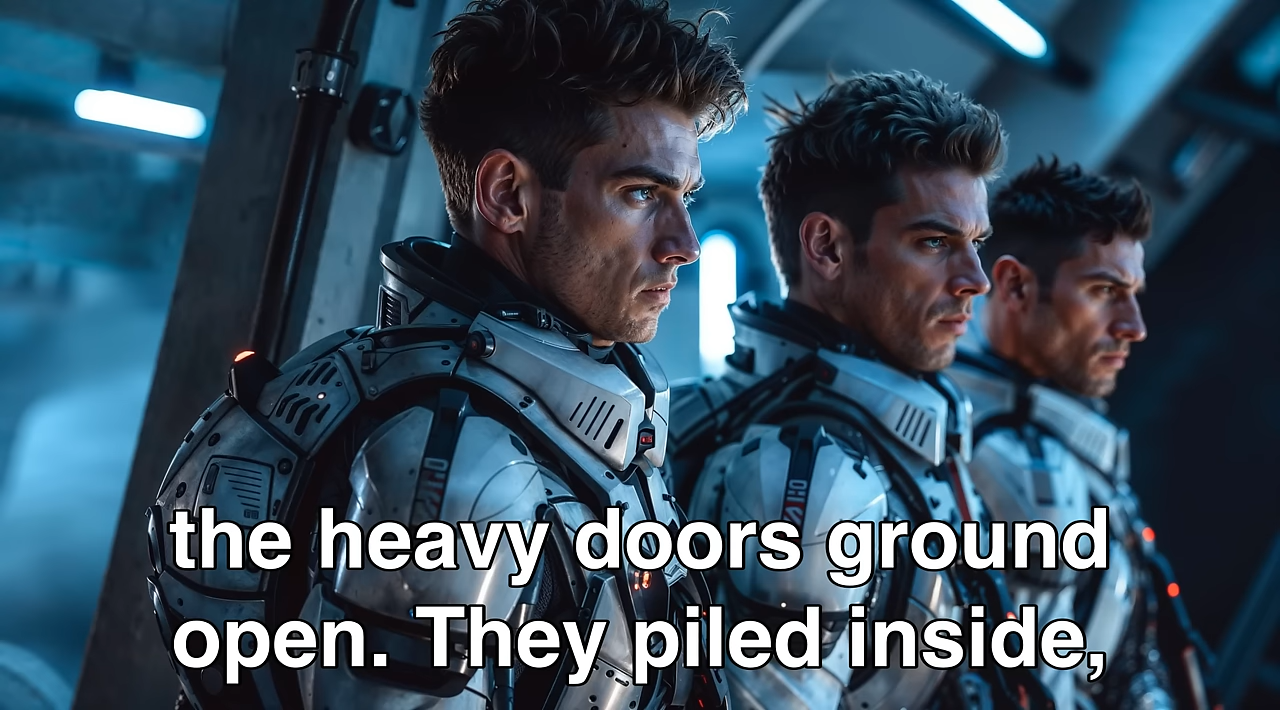 the heavy doors ground
open. They piled inside,